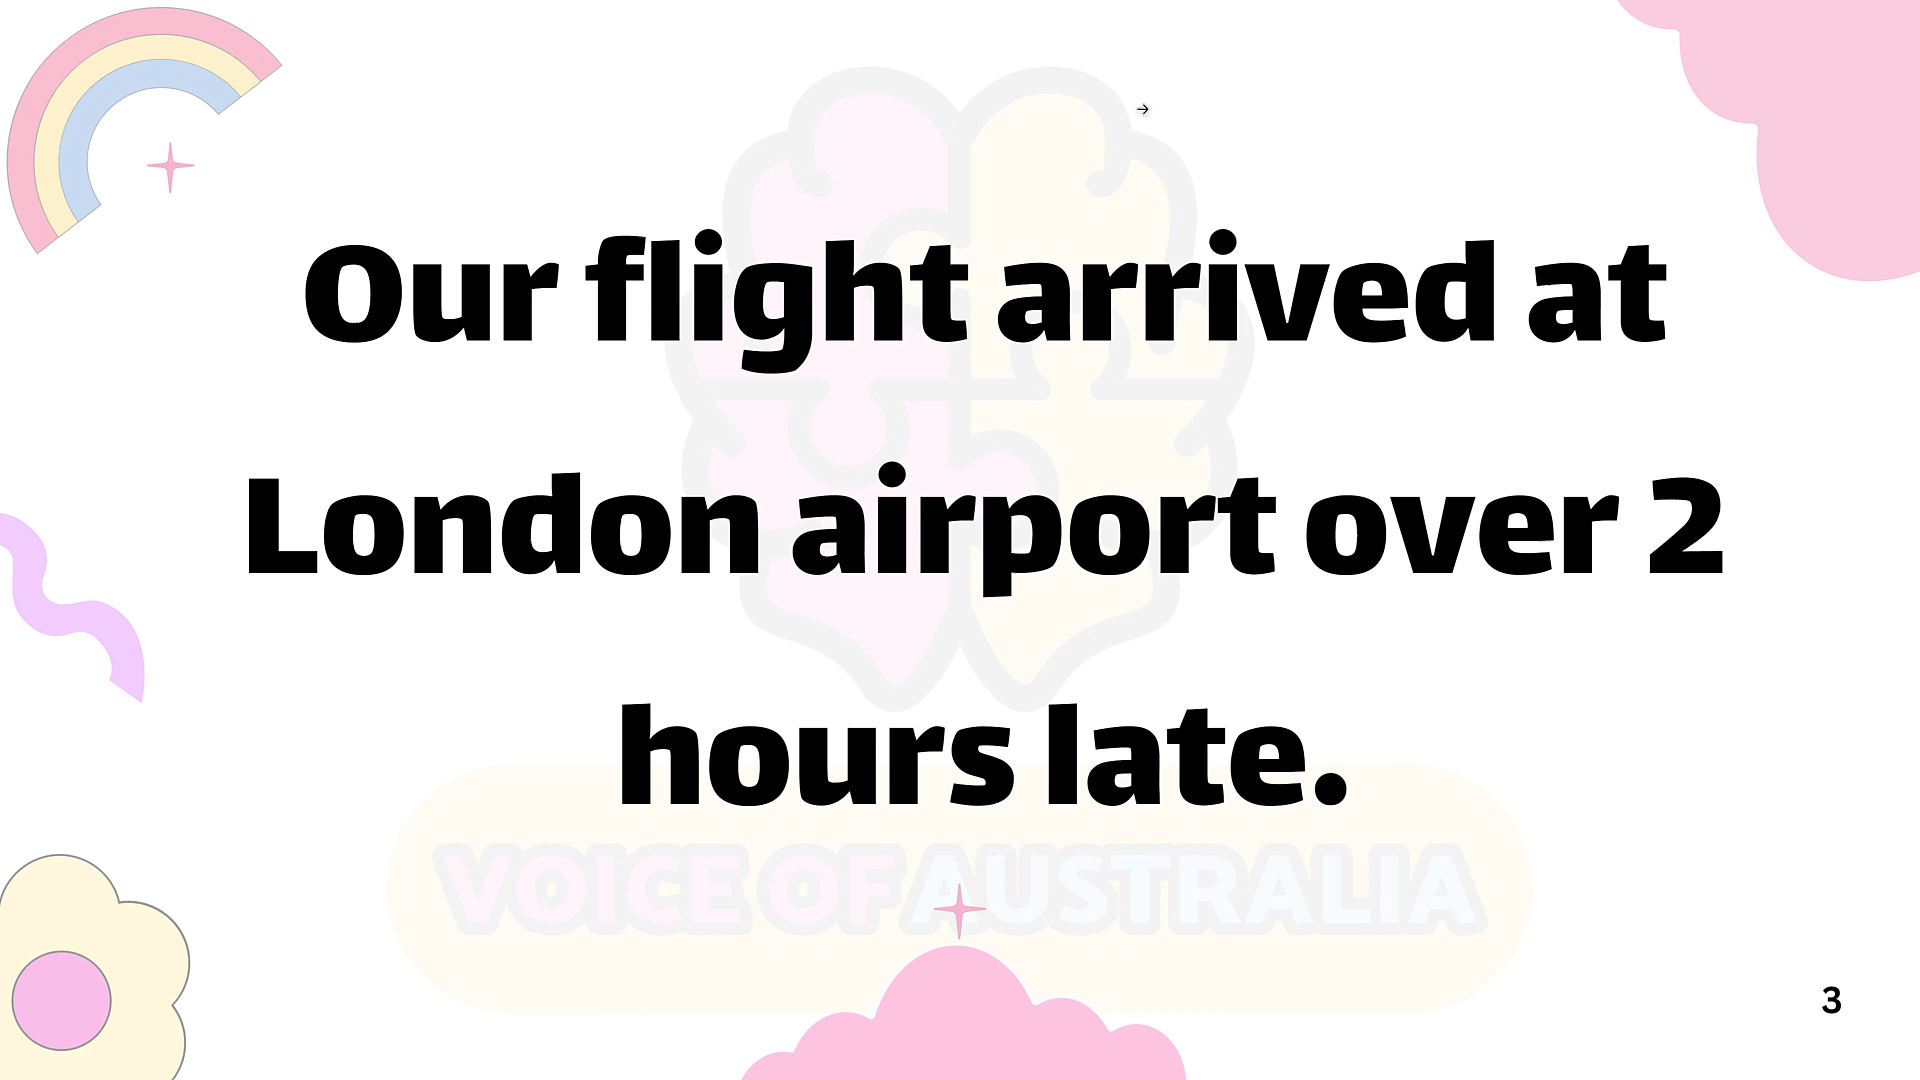 Our flight arrived at
London airport over 2
hours late.
VOICE OF AUSTRALIA
3